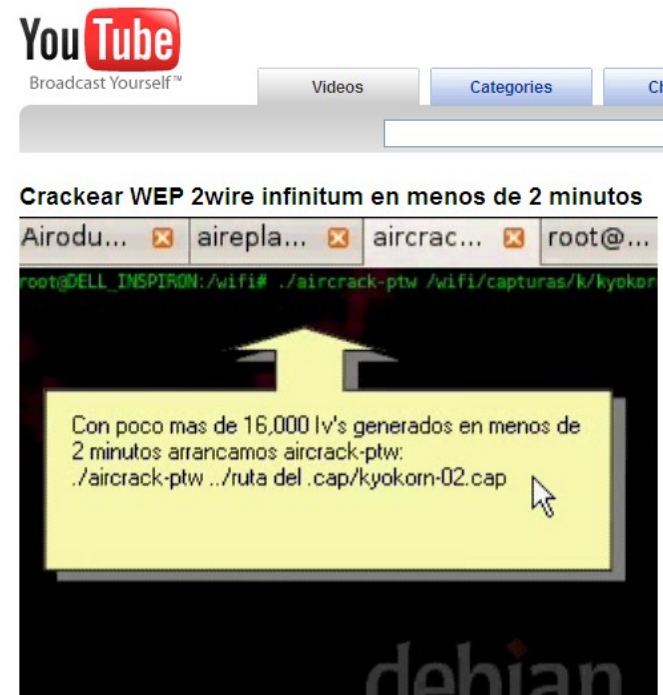 You Tube
Broadcast Yourself™
Videos
Categories
Crackear WEP 2wire infinitum en menos de 2 minutos
Airodu... airepla... aircrac... root@...
root@DELL_INSPIRON:/wifi# ./aircrack-ptw /wifi/capturas/k/kyokor
Con poco mas de 16,000 Iv's generados en menos de
2 minutos arrancamos aircrack-ptw:
./aircrack-ptw ../ruta del .cap/kyokorn-02.cap
debian